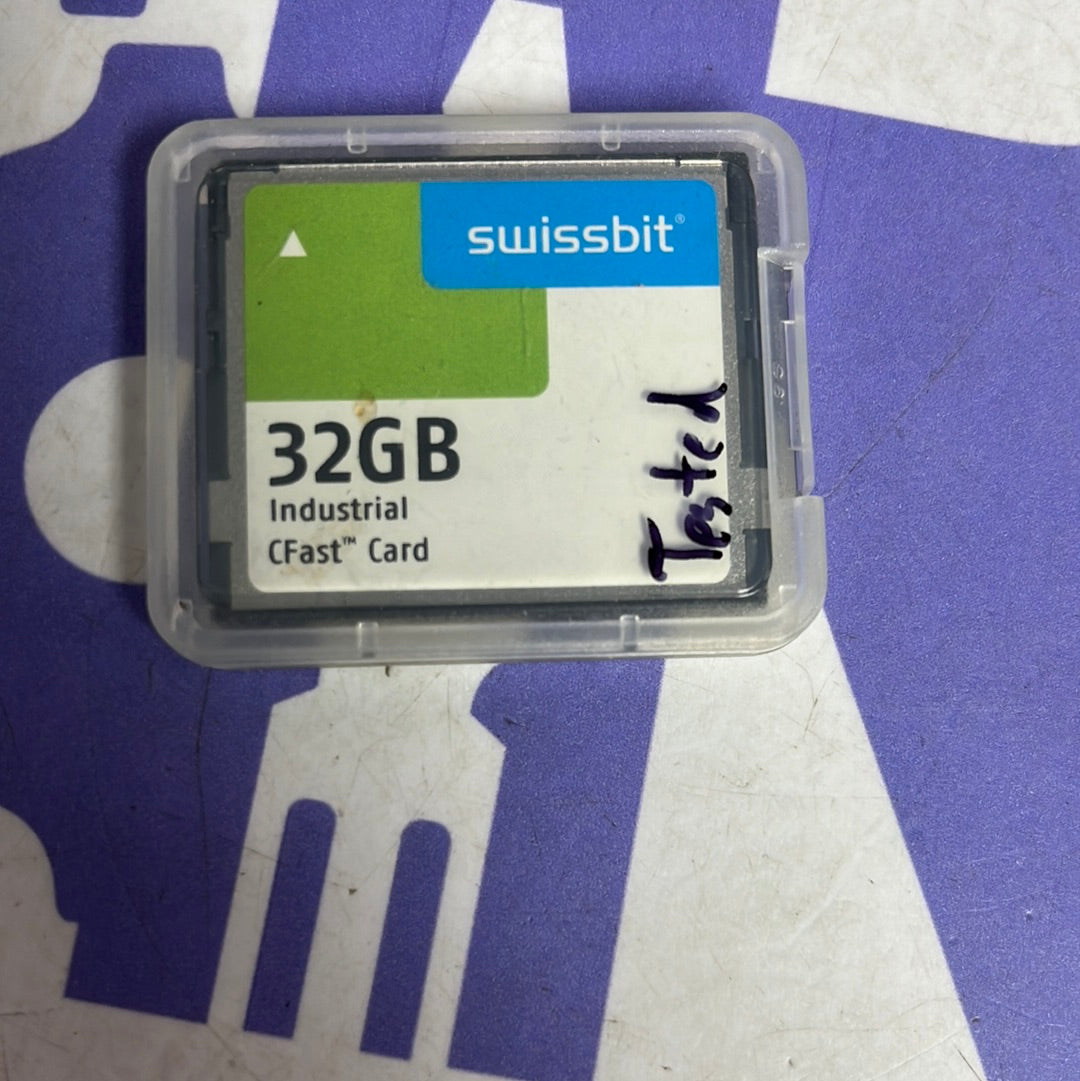 swissbit®
32GB
Industrial
CFast™ Card
Tested